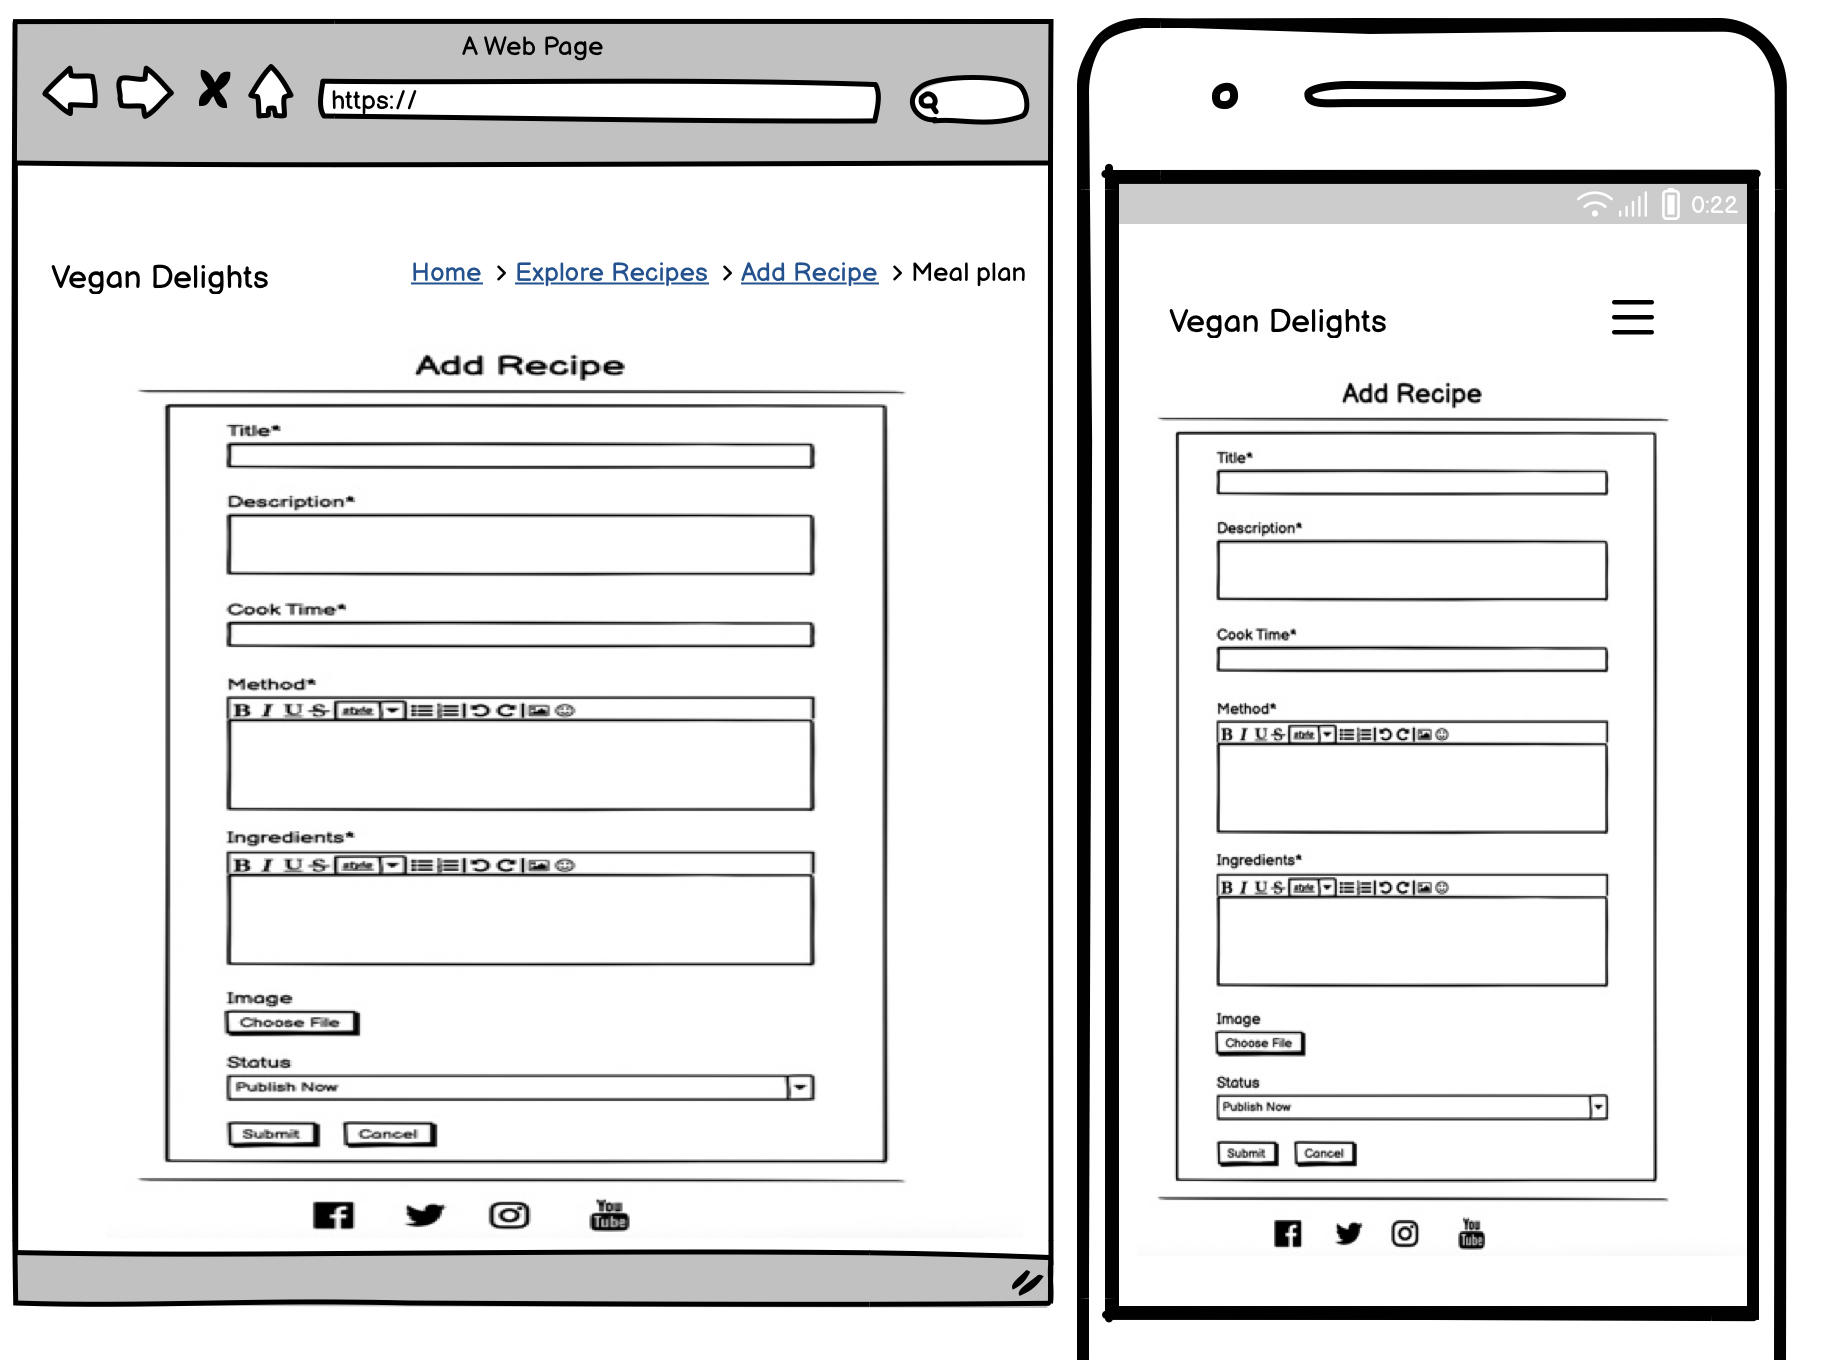 A Web Page
https://
Vegan Delights
Home > Explore Recipes > Add Recipe > Meal plan
Add Recipe
Title*
Description*
Cook Time*
Method*
B I U S style
Ingredients*
B I U S style
Image
Choose File
Status
Publish Now
Submit Cancel
You
Tube
0:22
Vegan Delights
Add Recipe
Title*
Description*
Cook Time*
Method*
B I U S style
Ingredients*
B I U S style
Image
Choose File
Status
Publish Now
Submit Cancel
You
Tube